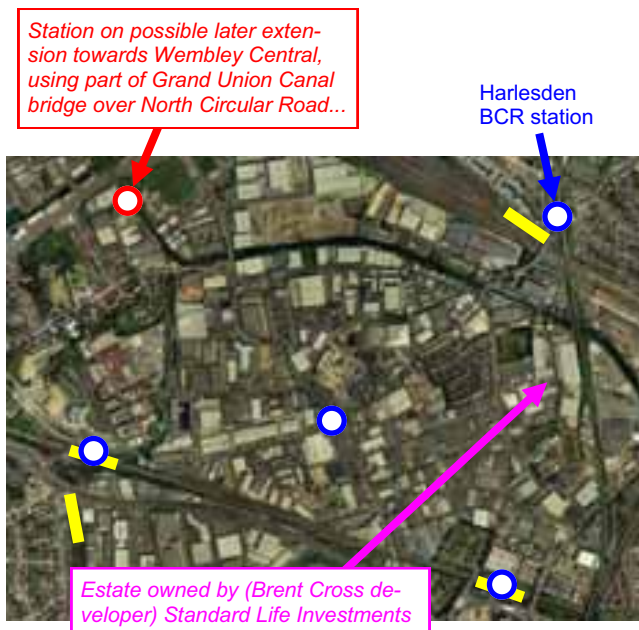 Station on possible later exten-
sion towards Wembley Central,
using part of Grand Union Canal
bridge over North Circular Road...
Harlesden
BCR station
Estate owned by (Brent Cross de-
veloper) Standard Life Investments